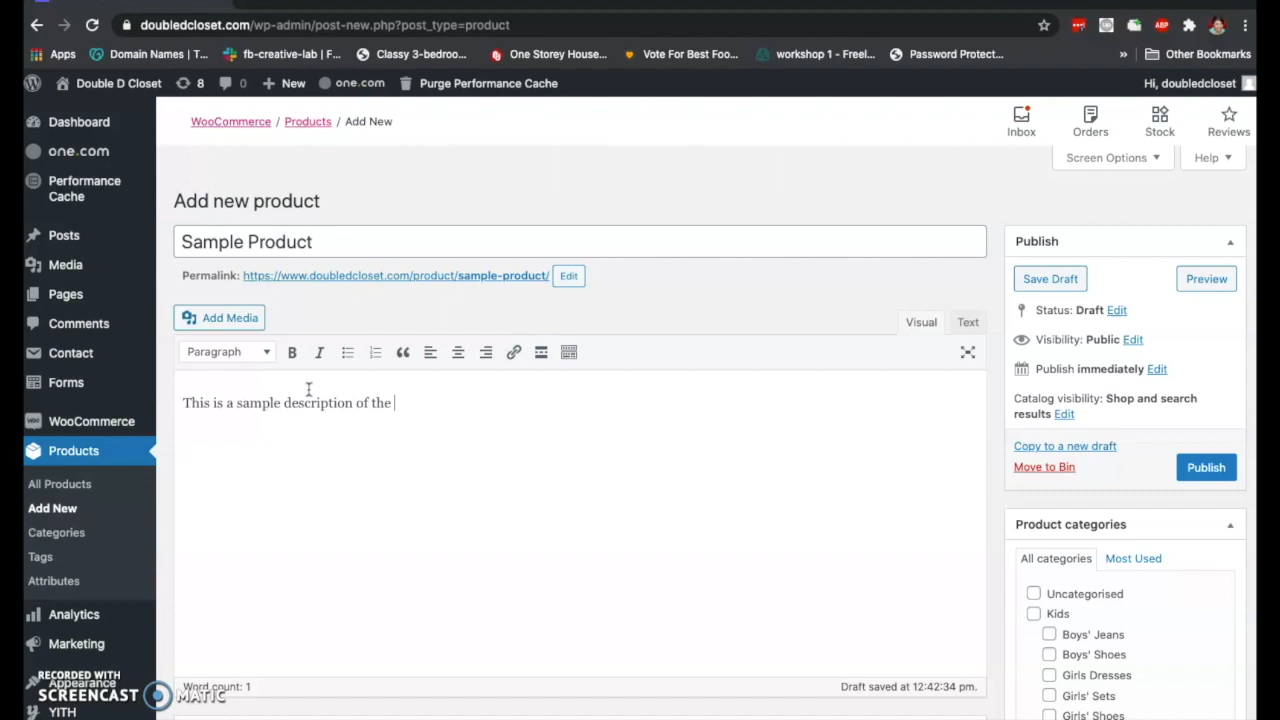 doubledcloset.com/wp-admin/post-new.php?post_type=product
Apps
Domain Names | T...
fb-creative-lab | F...
Classy 3-bedroo...
One Storey House...
Vote For Best Foo...
workshop 1 - Freel...
Password Protect...
»
Other Bookmarks
Double D Closet
8
0
New
one.com
Purge Performance Cache
Hi, doubledcloset
Dashboard
one.com
Performance
Cache
Posts
Media
Pages
Comments
Contact
Forms
WooCommerce
Products
All Products
Add New
Categories
Tags
Attributes
Analytics
Marketing
Appearance
YITH
RECORDED WITH
SCREENCAST MATIC
WooCommerce / Products / Add New
Inbox
Orders
Stock
Reviews
Screen Options
Help
Add new product
Sample Product
Permalink: https://www.doubledcloset.com/product/sample-product/ Edit
Add Media
Visual
Text
Paragraph
B
I
This is a sample description of the
Word count: 1
Draft saved at 12:42:34 pm.
Publish
Save Draft
Preview
Status: Draft Edit
Visibility: Public Edit
Publish immediately Edit
Catalog visibility: Shop and search
results Edit
Copy to a new draft
Move to Bin
Publish
Product categories
All categories
Most Used
Uncategorised
Kids
Boys' Jeans
Boys' Shoes
Girls Dresses
Girls' Sets
Girls' Shoes